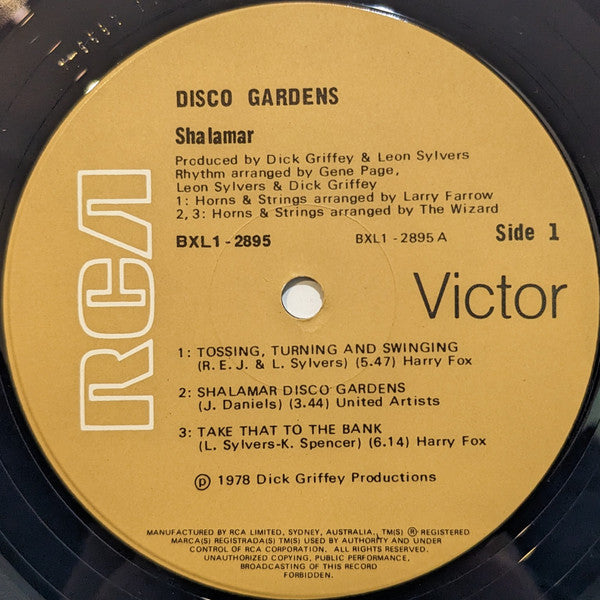 DISCO GARDENS
Shalamar
Produced by Dick Griffey & Leon Sylvers
Rhythm arranged by Gene Page,
Leon Sylvers & Dick Griffey
1: Horns & Strings arranged by Larry Farrow
2, 3: Horns & Strings arranged by The Wizard
BXL1-2895 BXL1-2895 A Side 1
RCA
Victor
1: TOSSING, TURNING AND SWINGING
(R. E. J. & L. Sylvers) (5.47) Harry Fox
2: SHALAMAR DISCO GARDENS
(J. Daniels) (3.44) United Artists
3: TAKE THAT TO THE BANK
(L. Sylvers-K. Spencer) (6.14) Harry Fox
℗ 1978 Dick Griffey Productions
MANUFACTURED BY RCA LIMITED, SYDNEY, AUSTRALIA, TM(S) ® REGISTERED
MARCA(S) REGISTRADA(S) TM(S) USED BY AUTHORITY AND UNDER
CONTROL OF RCA CORPORATION. ALL RIGHTS RESERVED.
UNAUTHORIZED COPYING, PUBLIC PERFORMANCE,
BROADCASTING OF THIS RECORD
FORBIDDEN.